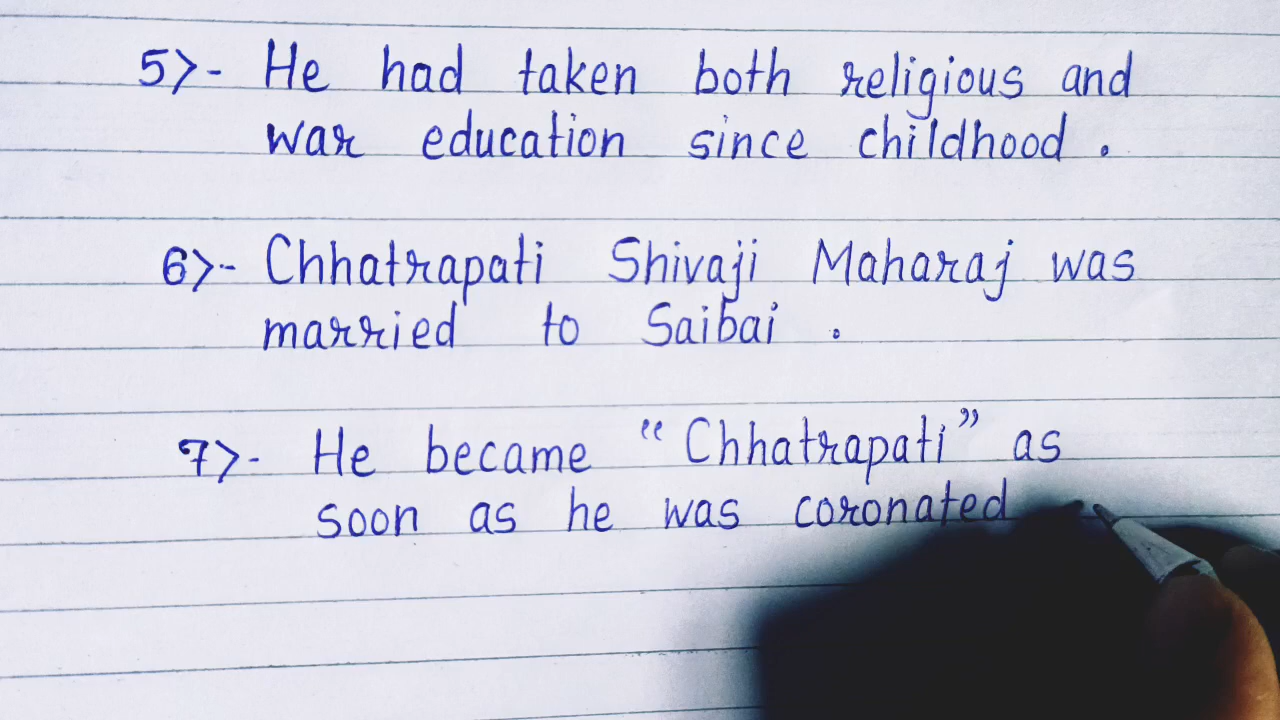 5>- He had taken both religious and
war education since childhood .
6>- Chhatrapati Shivaji Maharaj was
married to Saibai .
7>- He became “Chhatrapati” as
soon as he was coronated